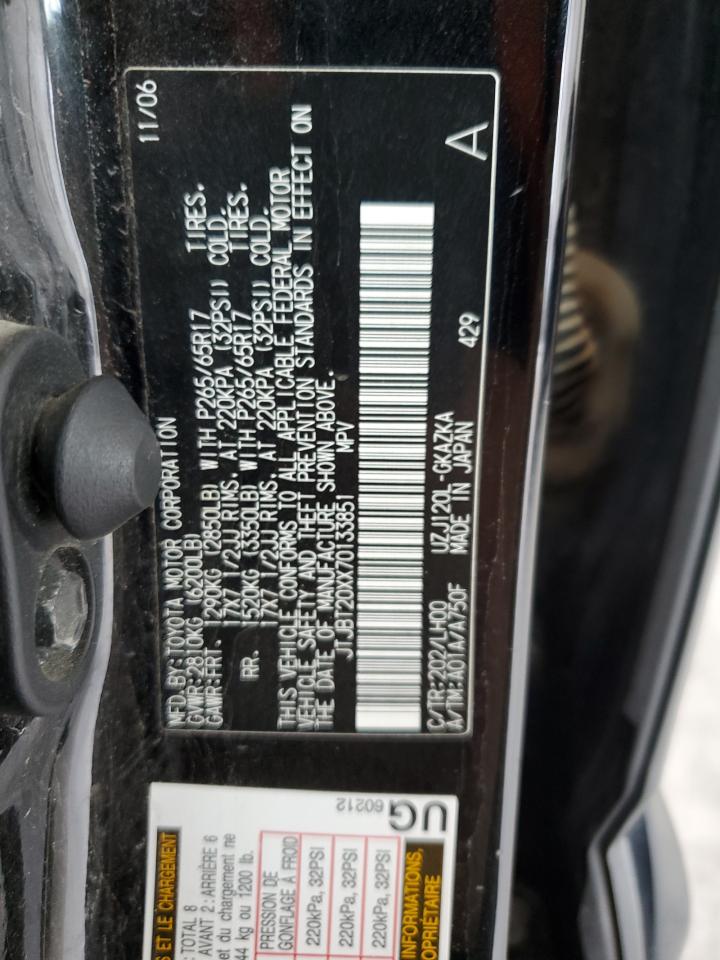 MFD.BY:TOYOTA MOTOR CORPORATION 11/06
GVWR:2810KG (6200LB)
GAWR:FRT. 1290KG (2850LB) WITH P265/65R17 TIRES.
17X7 1/2JJ RIMS, AT 220KPA (32PSI) COLD.
RR. 1520KG (3350LB) WITH P265/65R17 TIRES.
17X7 1/2JJ RIMS, AT 220KPA (32PSI) COLD.
THIS VEHICLE CONFORMS TO ALL APPLICABLE FEDERAL MOTOR
VEHICLE SAFETY AND THEFT PREVENTION STANDARDS IN EFFECT ON
THE DATE OF MANUFACTURE SHOWN ABOVE.
JTJBT20XX70133851 MPV
C/TR:202/LH00 UZJ120L-GKAZKA
A/TM:A01A/A750F MADE IN JAPAN 429
A
S ET LE CHARGEMENT
: TOTAL 8
AVANT 2 : ARRIÈRE 6
et du chargement ne
44 kg ou 1200 lb.
PRESSION DE
GONFLAGE À FROID
220kPa, 32PSI
220kPa, 32PSI
220kPa, 32PSI
INFORMATIONS,
OPRIÉTAIRE
60212
UG